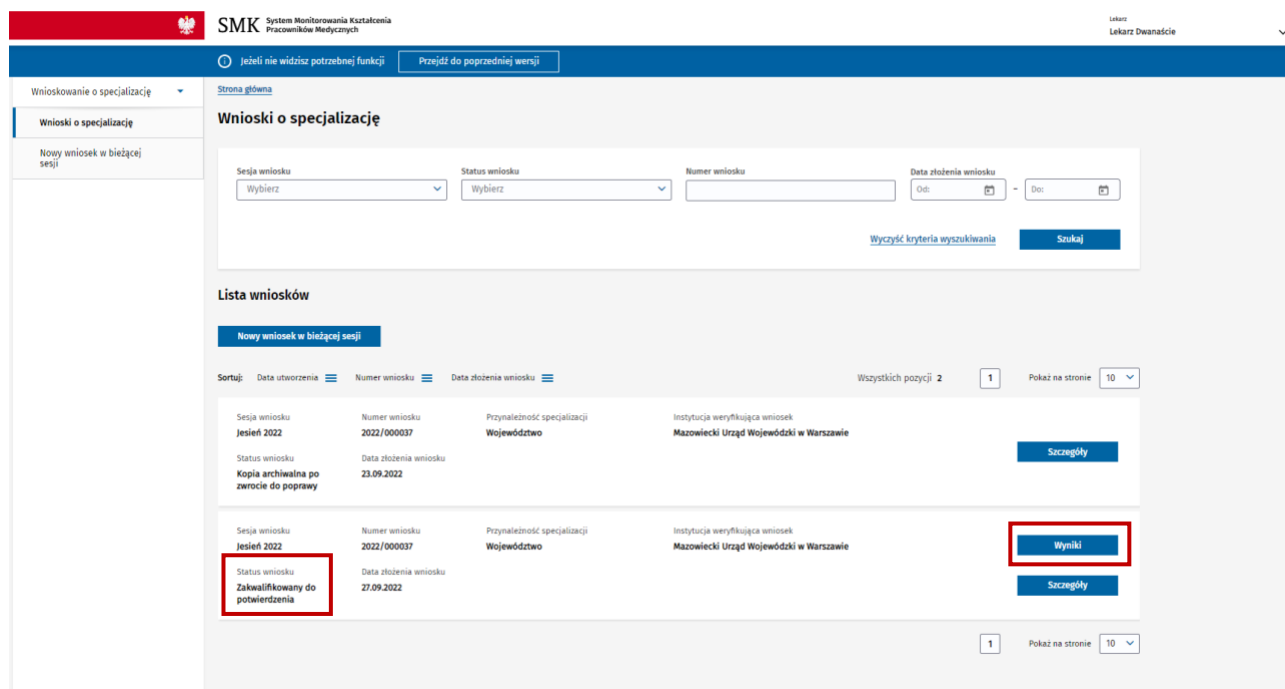 SMK System Monitorowania Kształcenia
Pracowników Medycznych
Lekarz
Lekarz Dwanaście
Jeżeli nie widzisz potrzebnej funkcji
Przejdź do poprzedniej wersji
Wnioskowanie o specjalizację
Wnioski o specjalizację
Nowy wniosek w bieżącej
sesji
Strona główna
Wnioski o specjalizację
Sesja wniosku
Wybierz
Status wniosku
Wybierz
Numer wniosku
Data złożenia wniosku
Od:
-
Do:
Wyczyść kryteria wyszukiwania
Szukaj
Lista wniosków
Nowy wniosek w bieżącej sesji
Sortuj: Data utworzenia Numer wniosku Data złożenia wniosku
Wszystkich pozycji 2
1
Pokaż na stronie 10
Sesja wniosku
Jesień 2022
Numer wniosku
2022/000037
Przynależność specjalizacji
Województwo
Instytucja weryfikująca wniosek
Mazowiecki Urząd Wojewódzki w Warszawie
Status wniosku
Kopia archiwalna po
zwrocie do poprawy
Data złożenia wniosku
23.09.2022
Szczegóły
Sesja wniosku
Jesień 2022
Numer wniosku
2022/000037
Przynależność specjalizacji
Województwo
Instytucja weryfikująca wniosek
Mazowiecki Urząd Wojewódzki w Warszawie
Wyniki
Status wniosku
Zakwalifikowany do
potwierdzenia
Data złożenia wniosku
27.09.2022
Szczegóły
1
Pokaż na stronie 10